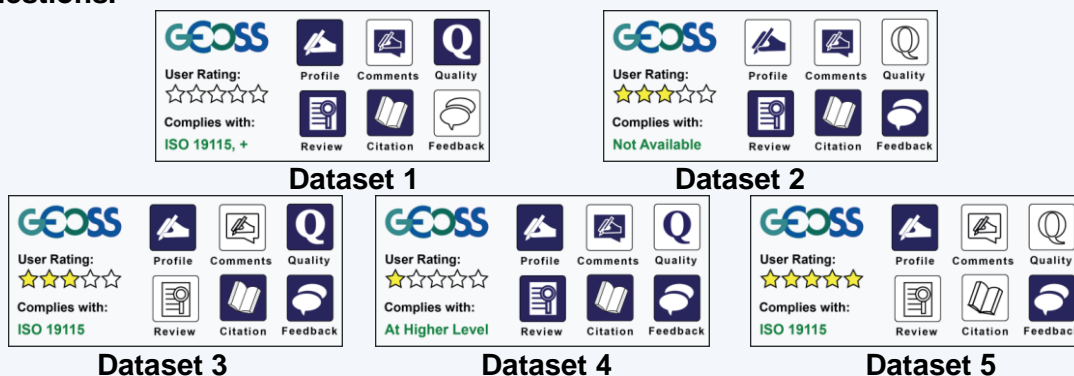 GEOSS
Profile Comments Quality
User Rating:
Complies with:
ISO 19115, +
Review Citation Feedback
Dataset 1
GEOSS
Profile Comments Quality
User Rating:
Complies with:
Not Available
Review Citation Feedback
Dataset 2
GEOSS
Profile Comments Quality
User Rating:
Complies with:
ISO 19115
Review Citation Feedback
Dataset 3
GEOSS
Profile Comments Quality
User Rating:
Complies with:
At Higher Level
Review Citation Feedback
Dataset 4
GEOSS
Profile Comments Quality
User Rating:
Complies with:
ISO 19115
Review Citation
Dataset 5